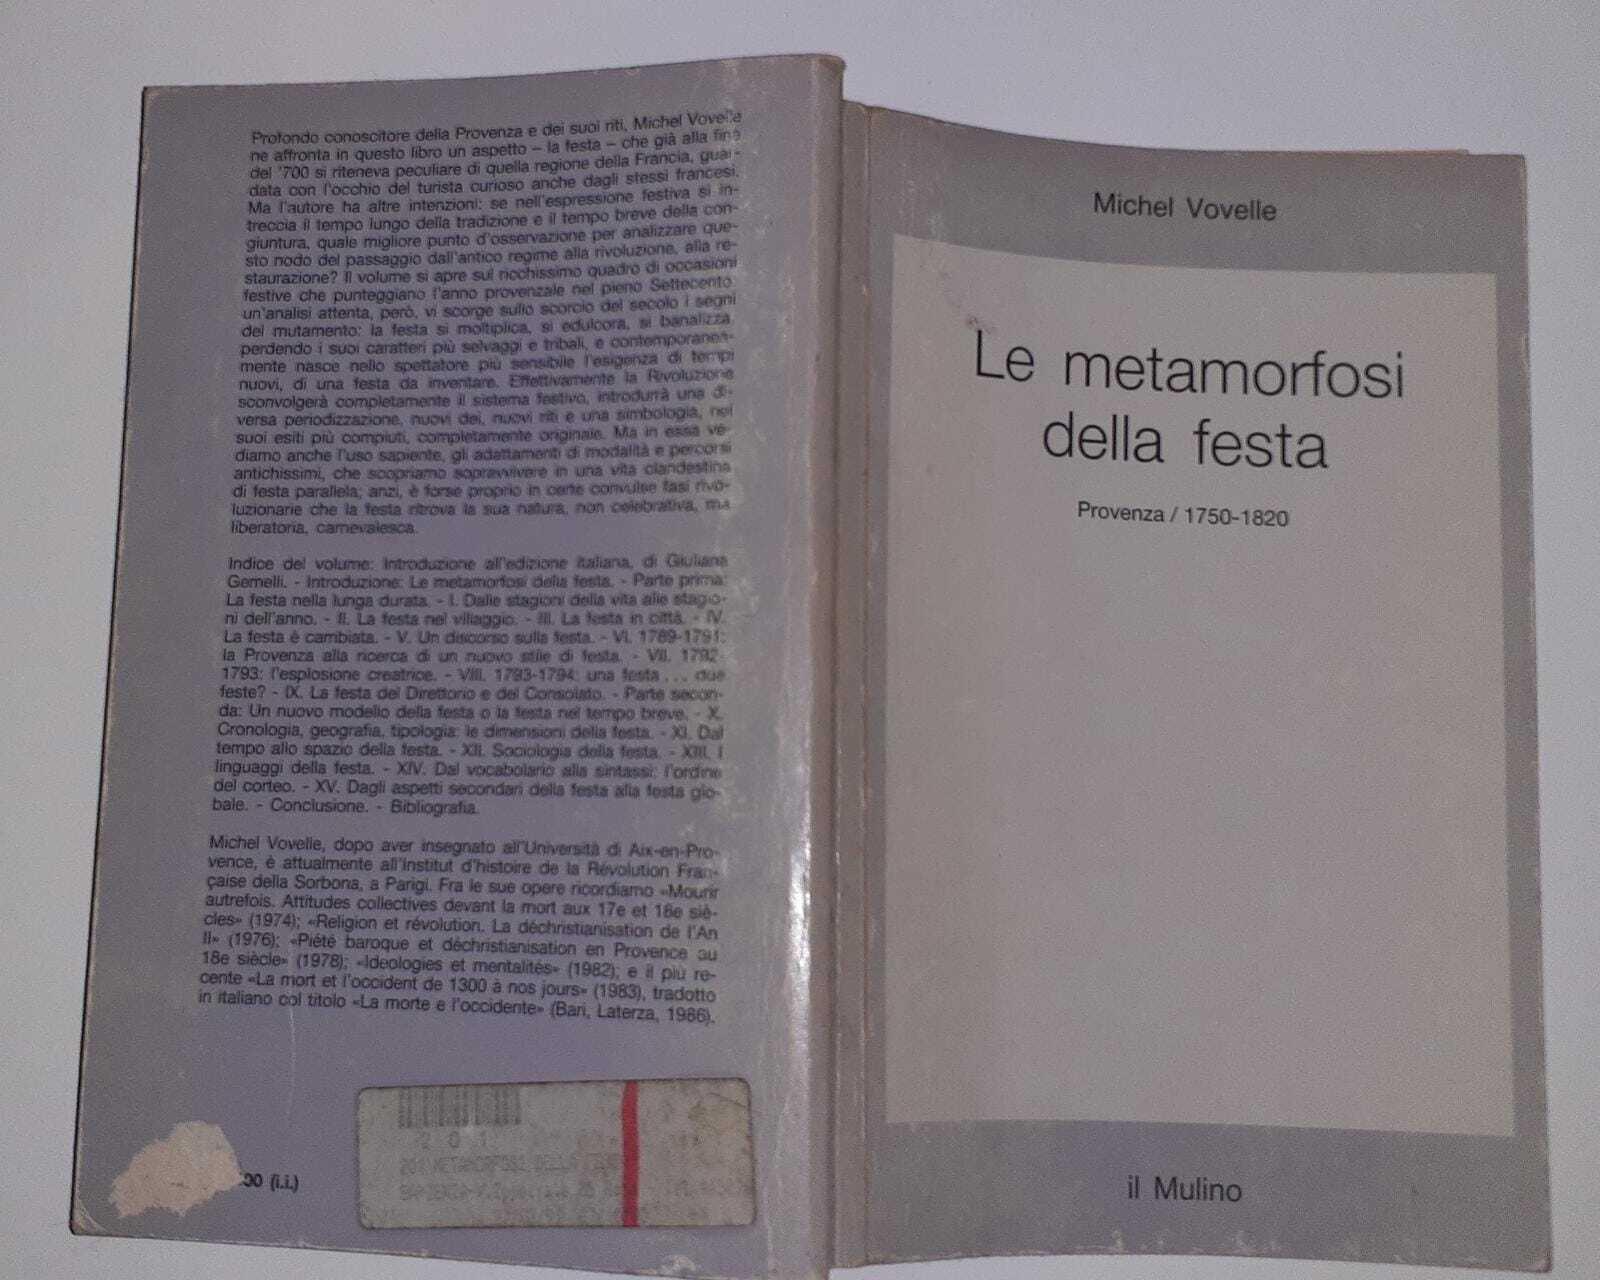 Profondo conoscitore della Provenza e dei suoi riti, Michel Vovelle
ne affronta in questo libro un aspetto – la festa – che già alla fine
del '700 si riteneva peculiare di quella regione della Francia, guar-
data con l'occhio del turista curioso anche dagli stessi francesi.
Ma l'autore ha altre intenzioni: se nell'espressione festiva si in-
treccia il tempo lungo della tradizione e il tempo breve della con-
giuntura, quale migliore punto d'osservazione per analizzare que-
sto nodo del passaggio dall'antico regime alla rivoluzione, alla re-
staurazione? Il volume si apre sul ricchissimo quadro di occasioni
festive che punteggiano l'anno provenzale nel pieno Settecento:
un'analisi attenta, però, vi scorge sullo scorcio del secolo i segni
del mutamento: la festa si moltiplica, si edulcora, si banalizza
perdendo i suoi caratteri più selvaggi e tribali, e contemporanea-
mente nasce nello spettatore più sensibile l'esigenza di tempi
nuovi, di una festa da inventare. Effettivamente la Rivoluzione
sconvolgerà completamente il sistema festivo, introdurrà una di-
versa periodizzazione, nuovi dei, nuovi riti e una simbologia, nei
suoi esiti più compiuti, completamente originale. Ma in essa ve-
diamo anche l'uso sapiente, gli adattamenti di modalità e percorsi
antichissimi, che scopriamo sopravvivere in una vita clandestina
di festa parallela; anzi, è forse proprio in certe convulse fasi rivo-
luzionarie che la festa ritrova la sua natura, non celebrativa, ma
liberatoria, carnevalesca.
Indice del volume: Introduzione all'edizione italiana, di Giuliana
Gemelli. - Introduzione: Le metamorfosi della festa. - Parte prima:
La festa nella lunga durata. - I. Dalle stagioni della vita alle stagio-
ni dell'anno. - II. La festa nel villaggio. - III. La festa in città. - IV.
La festa è cambiata. - V. Un discorso sulla festa. - VI. 1789-1791:
la Provenza alla ricerca di un nuovo stile di festa. - VII. 1792-
1793: l'esplosione creatrice. - VIII. 1793-1794: una festa... due
feste? - IX. La festa del Direttorio e del Consolato. - Parte secon-
da: Un nuovo modello della festa o la festa nel tempo breve. - X.
Cronologia, geografia, tipologia: le dimensioni della festa. - XI. Dal
tempo allo spazio della festa. - XII. Sociologia della festa. - XIII. I
linguaggi della festa. - XIV. Dal vocabolario alla sintassi: l'ordine
del corteo. - XV. Dagli aspetti secondari della festa alla festa glo-
bale. - Conclusione. - Bibliografia.
Michel Vovelle, dopo aver insegnato all'Università di Aix-en-Pro-
vence, è attualmente all'Institut d'histoire de la Révolution Fran-
çaise della Sorbona, a Parigi. Fra le sue opere ricordiamo «Mourir
autrefois. Attitudes collectives devant la mort aux 17e et 18e siè-
cles» (1974); «Religion et révolution. La déchristianisation de l'An
II» (1976); «Piété baroque et déchristianisation en Provence au
18e siècle» (1978); «Ideologies et mentalités» (1982); e il più re-
cente «La mort et l'occident de 1300 à nos jours» (1983), tradotto
in italiano col titolo «La morte e l'occidente» (Bari, Laterza, 1986).
00 (i.i.)
201
201 METAMORFOSI DELLA
Michel Vovelle
Le metamorfosi
della festa
Provenza / 1750-1820
il Mulino